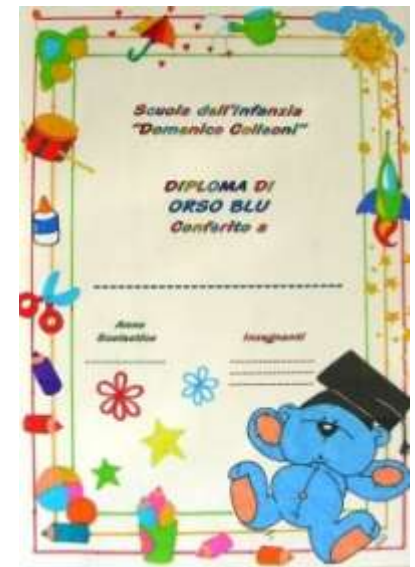 Scuola dell'Infanzia
"Domenico Colleoni"
DIPLOMA DI
ORSO BLU
Conferito a
Anno
Scolastico
Insegnanti